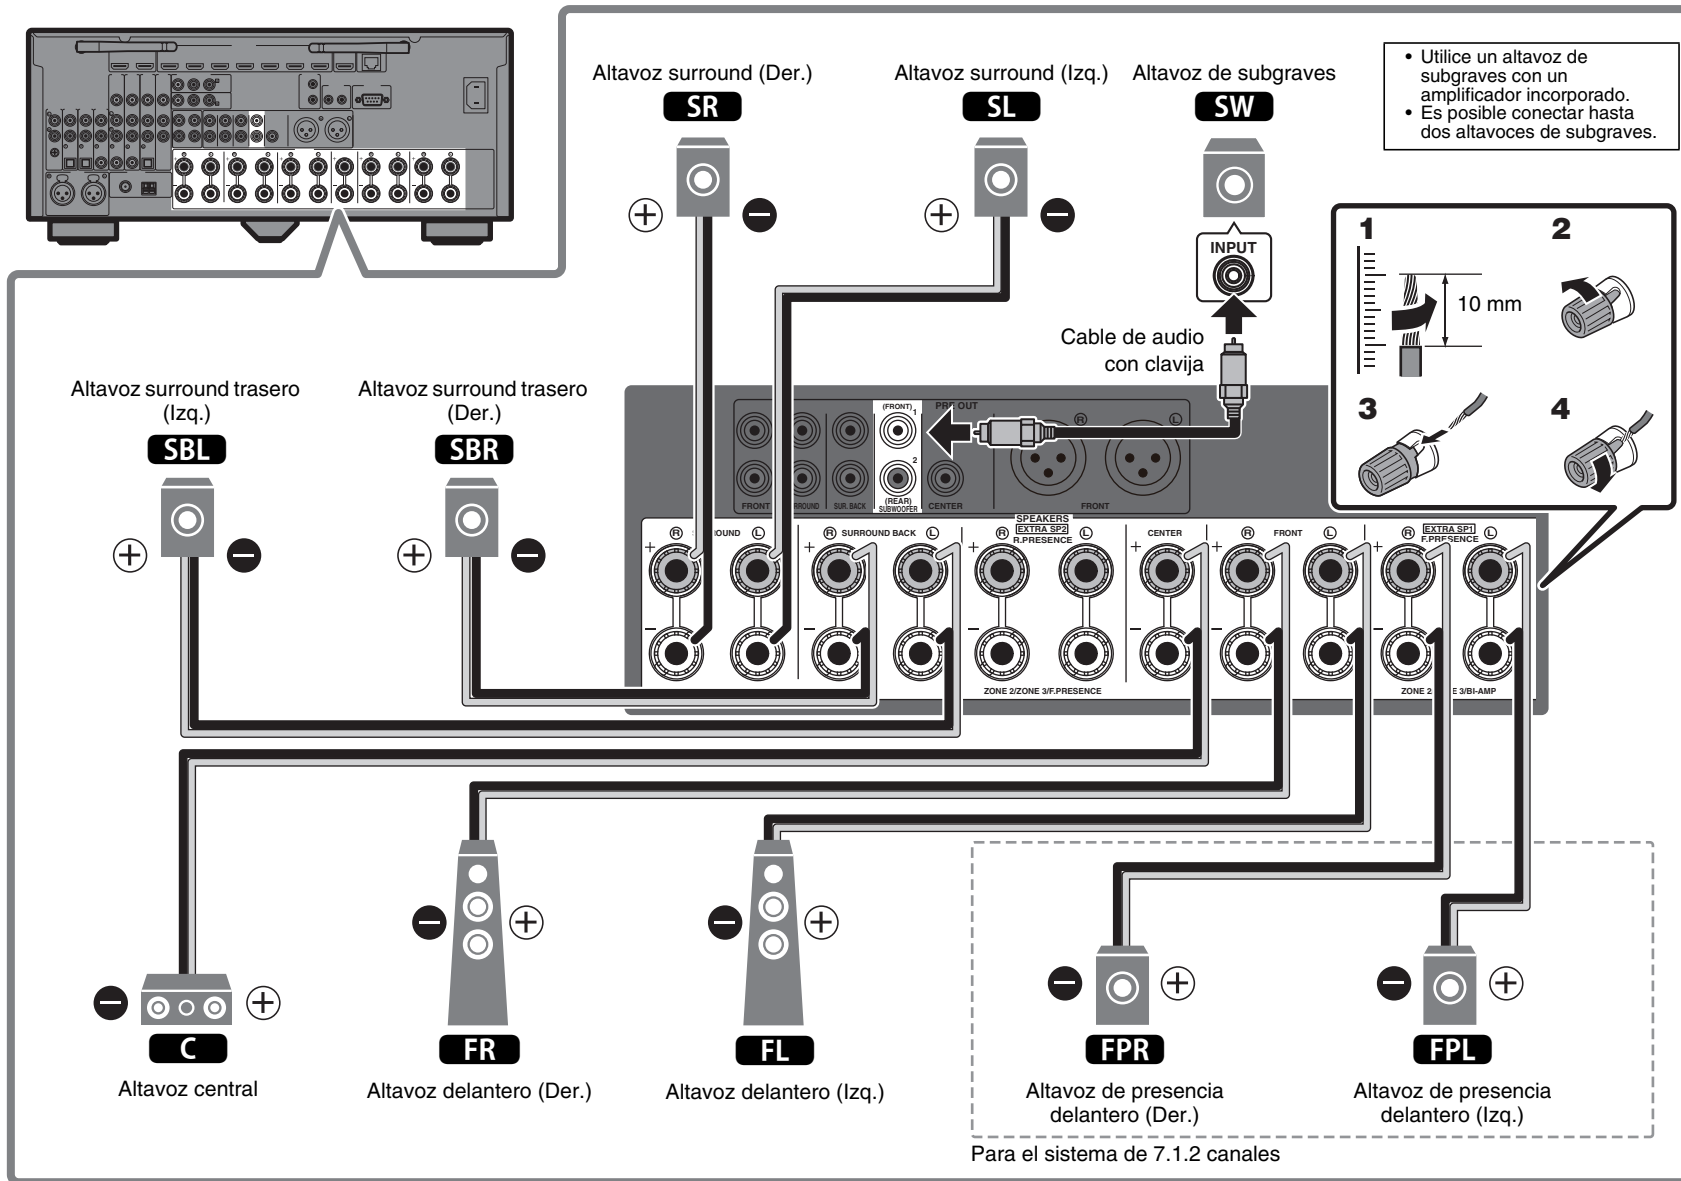 Altavoz surround (Der.)
SR
Altavoz surround (Izq.)
SL
Altavoz de subgraves
SW
• Utilice un altavoz de
subgraves con un
amplificador incorporado.
• Es posible conectar hasta
dos altavoces de subgraves.
INPUT
1
10 mm
2
3
4
Cable de audio
con clavija
Altavoz surround trasero
(Izq.)
SBL
Altavoz surround trasero
(Der.)
SBR
(FRONT) 1
PRE OUT
R
L
2
(REAR)
FRONT
SUR. BACK
SUBWOOFER
CENTER
FRONT
SPEAKERS
EXTRA SP2
R.PRESENCE
EXTRA SP1
F.PRESENCE
R
L
R SURROUND BACK L
R
L
CENTER
R FRONT L
R
L
+
+
+
+
+
+
−
−
−
−
−
−
ZONE 2/ZONE 3/F.PRESENCE
+ −
C
Altavoz central
FR
Altavoz delantero (Der.)
FL
Altavoz delantero (Izq.)
FPR
Altavoz de presencia
delantero (Der.)
FPL
Altavoz de presencia
delantero (Izq.)
Para el sistema de 7.1.2 canales